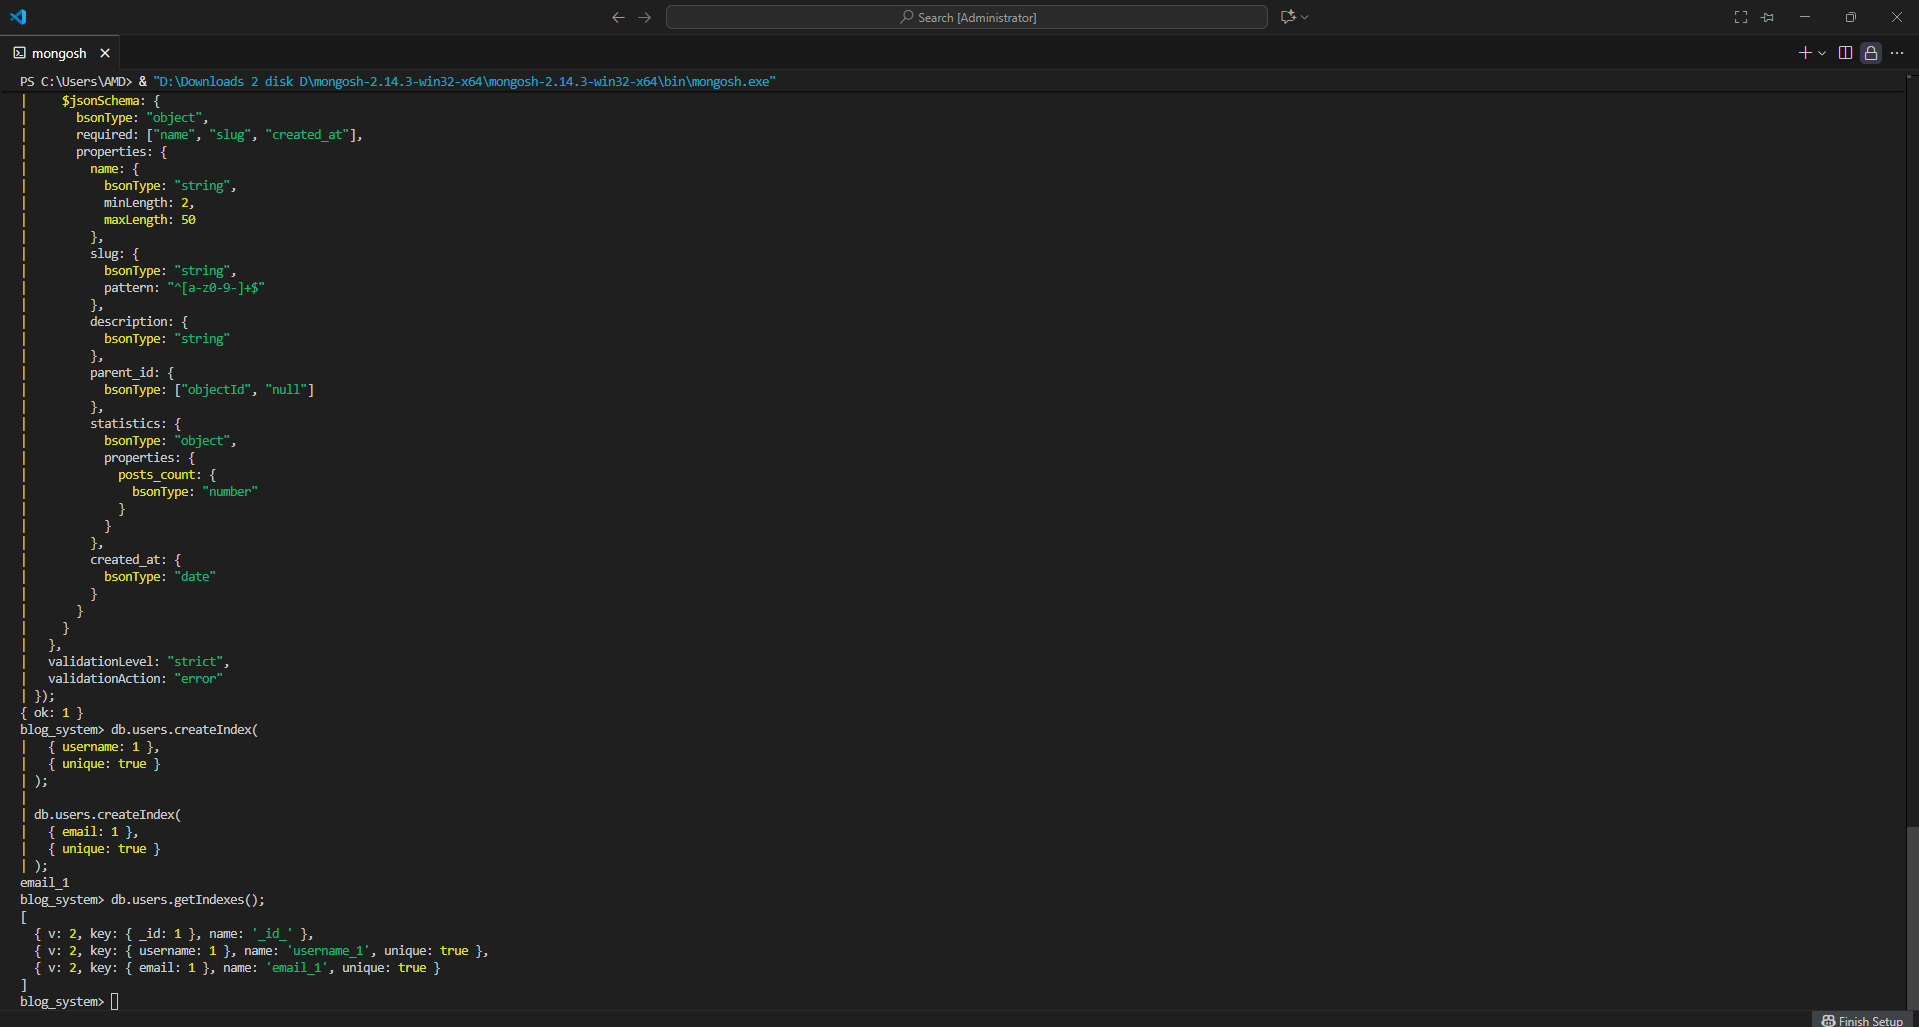 Search [Administrator]
mongosh
PS C:\Users\AMD> & "D:\Downloads 2 disk D\mongosh-2.14.3-win32-x64\mongosh-2.14.3-win32-x64\bin\mongosh.exe"
|     $jsonSchema: {
|       bsonType: "object",
|       required: ["name", "slug", "created_at"],
|       properties: {
|         name: {
|           bsonType: "string",
|           minLength: 2,
|           maxLength: 50
|         },
|         slug: {
|           bsonType: "string",
|           pattern: "^[a-z0-9-]+$"
|         },
|         description: {
|           bsonType: "string"
|         },
|         parent_id: {
|           bsonType: ["objectId", "null"]
|         },
|         statistics: {
|           bsonType: "object",
|           properties: {
|             posts_count: {
|               bsonType: "number"
|             }
|           }
|         },
|         created_at: {
|           bsonType: "date"
|         }
|       }
|     }
|   },
|   validationLevel: "strict",
|   validationAction: "error"
| });
{ ok: 1 }
blog_system> db.users.createIndex(
|   { username: 1 },
|   { unique: true }
| );
|
| db.users.createIndex(
|   { email: 1 },
|   { unique: true }
| );
email_1
blog_system> db.users.getIndexes();
[
  { v: 2, key: { _id: 1 }, name: '_id_' },
  { v: 2, key: { username: 1 }, name: 'username_1', unique: true },
  { v: 2, key: { email: 1 }, name: 'email_1', unique: true }
]
blog_system>
Finish Setup